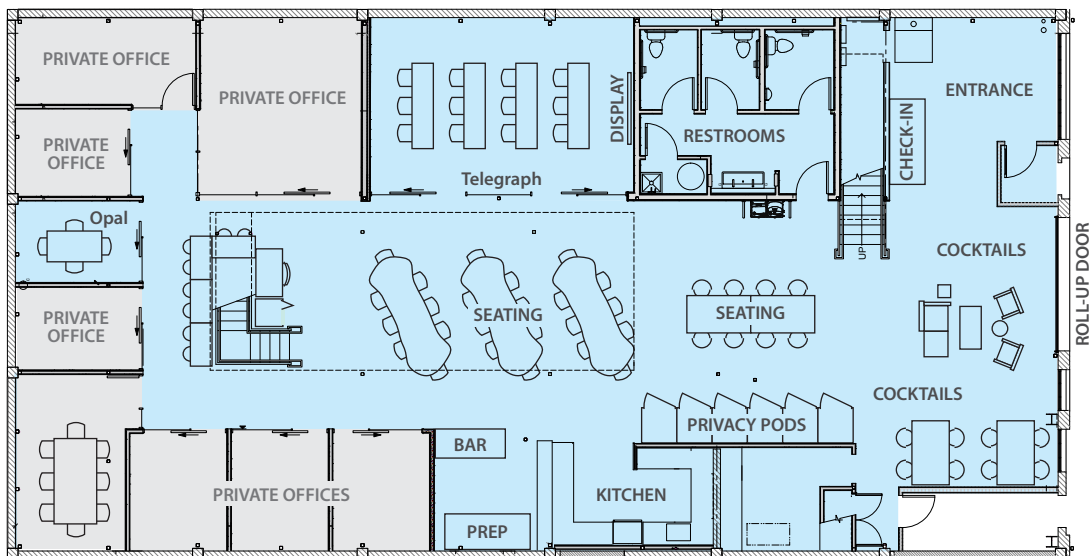 PRIVATE OFFICE
PRIVATE OFFICE
PRIVATE
OFFICE
DISPLAY
RESTROOMS
CHECK-IN
ENTRANCE
Telegraph
Opal
UP
COCKTAILS
ROLL-UP DOOR
PRIVATE
OFFICE
SEATING
SEATING
COCKTAILS
PRIVACY PODS
BAR
PRIVATE OFFICES
KITCHEN
PREP